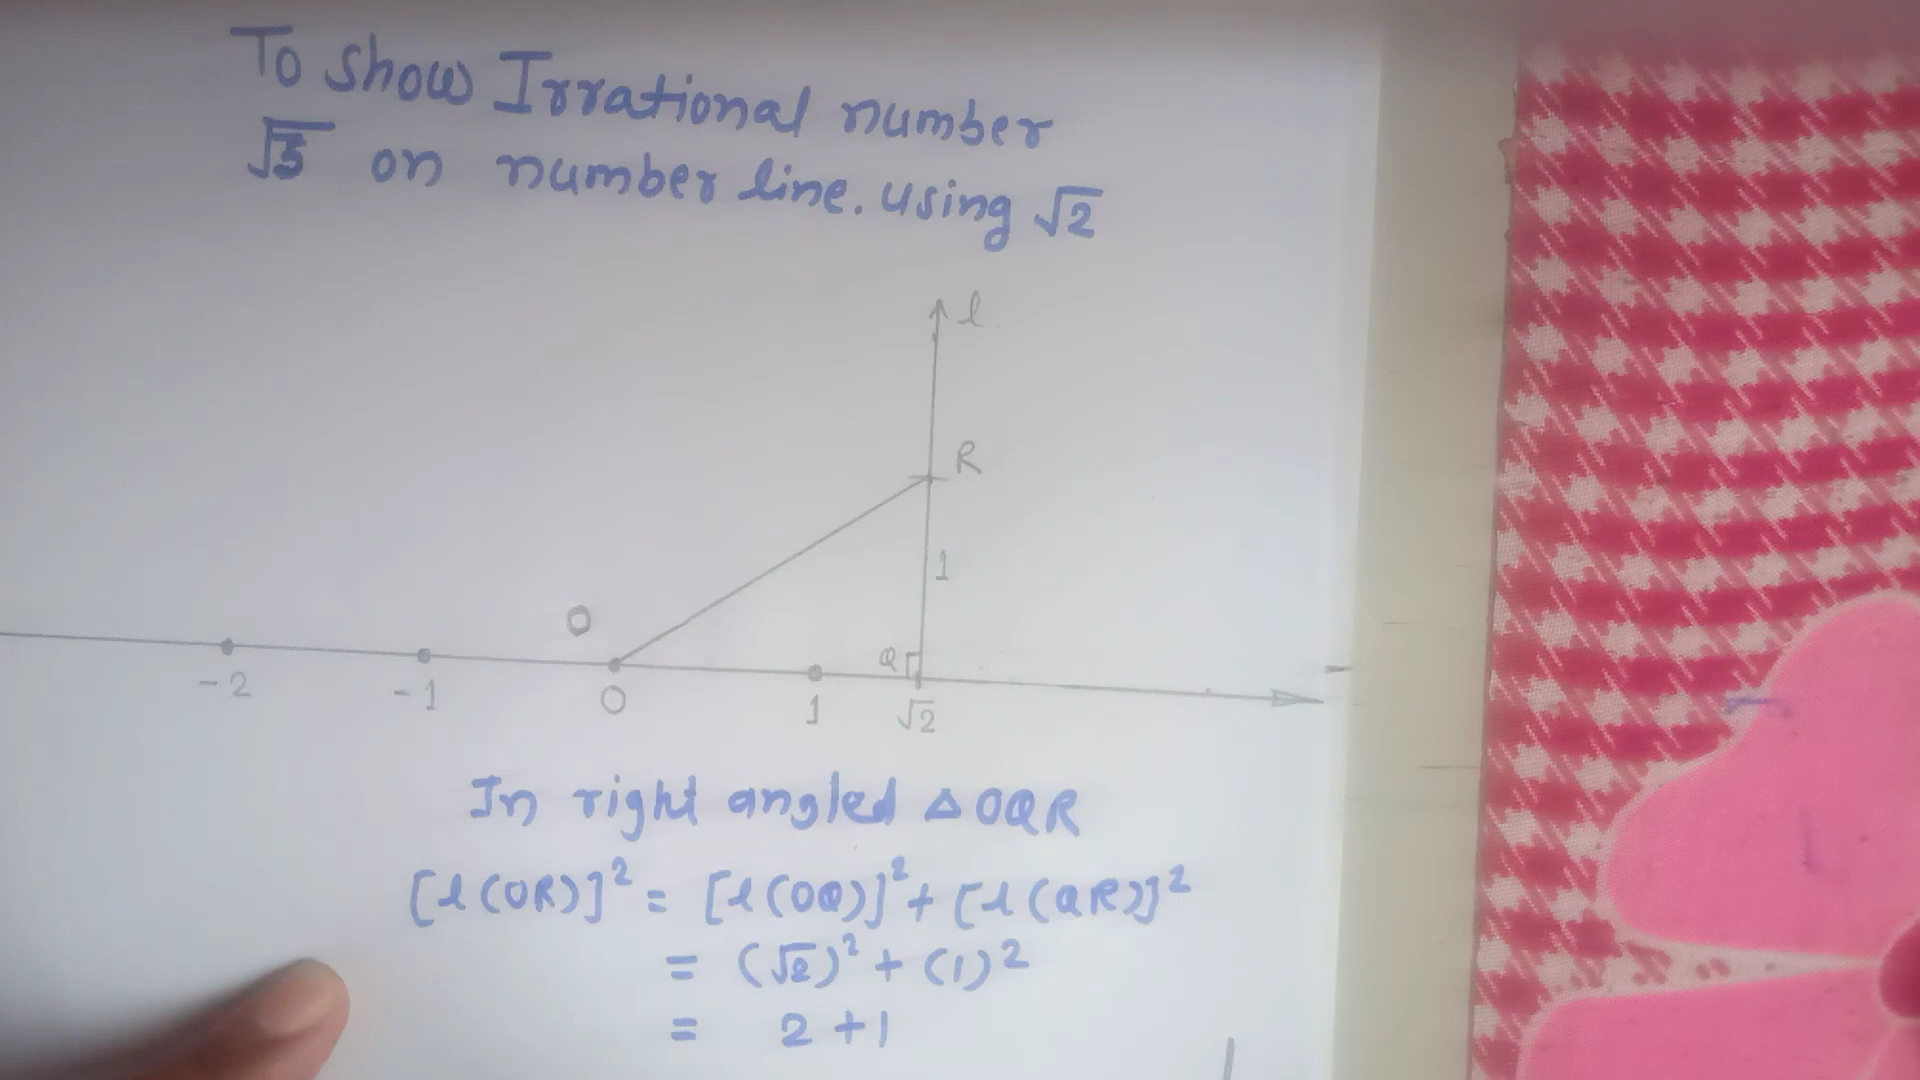 To show Irrational number
√3 on number line. using √2
l
R
1
O
Q
-2 -1 0 1 √2
In right angled △OQR
[l(OR)]² = [l(OQ)]² + [l(QR)]²
= (√2)² + (1)²
= 2 + 1